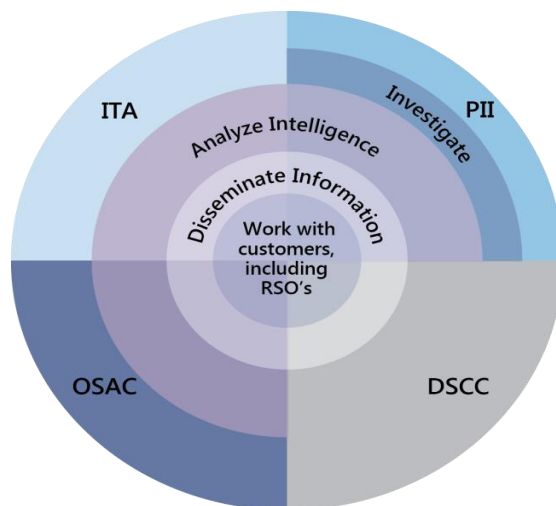 ITA
PII
Investigate
Analyze Intelligence
Disseminate Information
Work with
customers,
including
RSO's
OSAC
DSCC